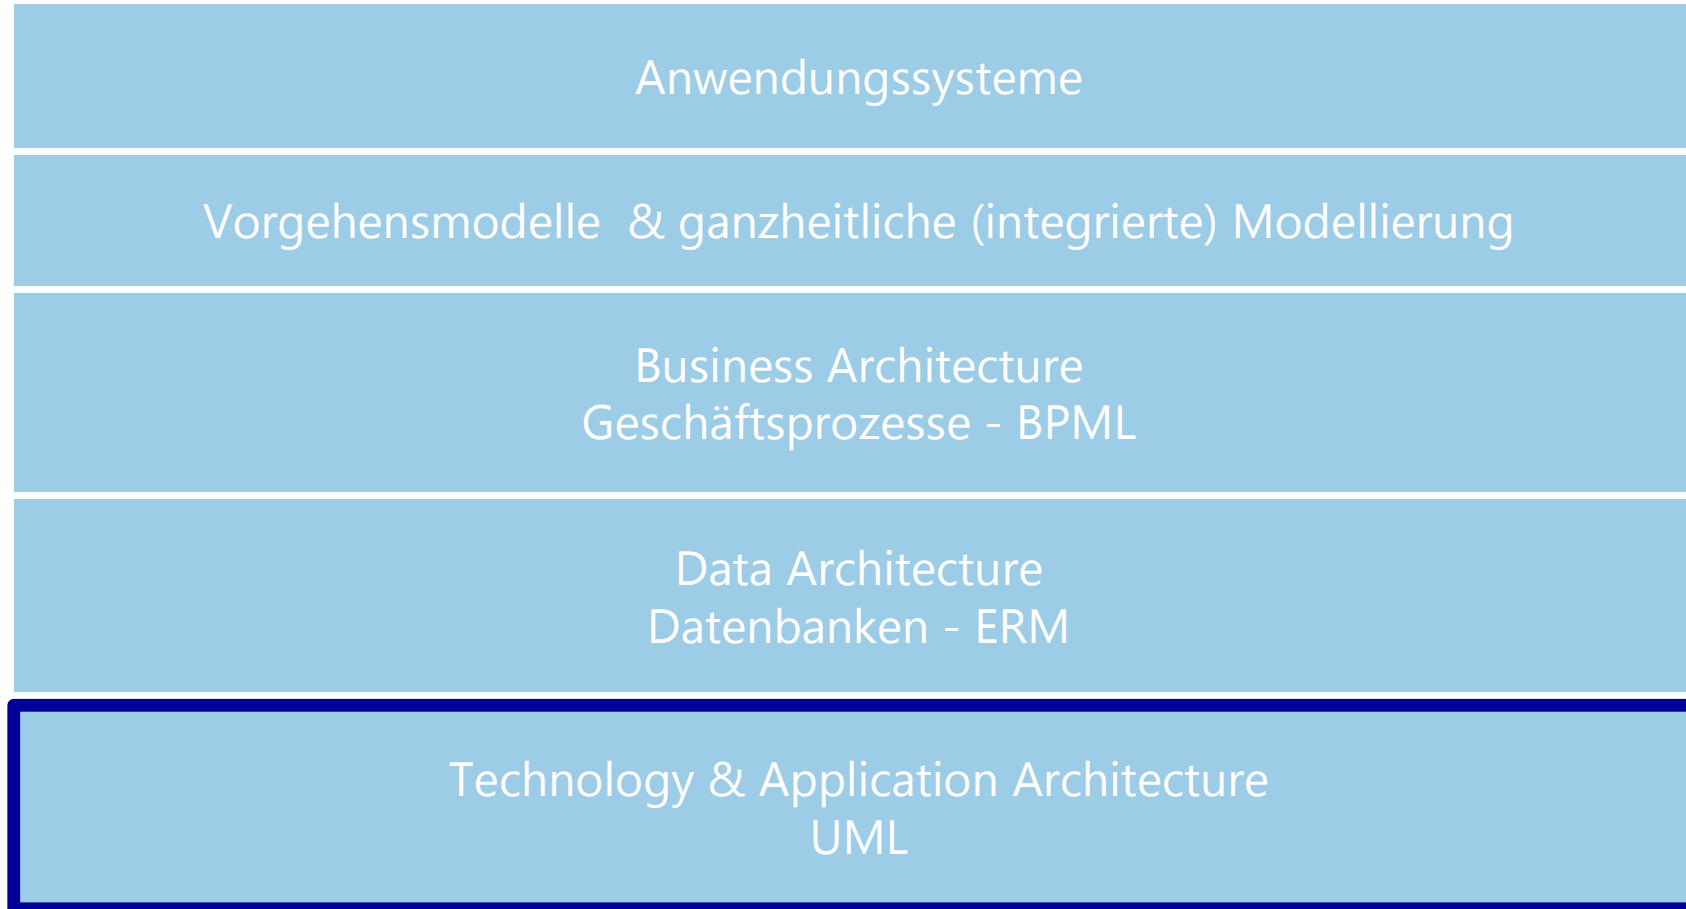 Anwendungssysteme
Vorgehensmodelle  & ganzheitliche (integrierte) Modellierung
Business Architecture
Geschäftsprozesse - BPML
Data Architecture
Datenbanken - ERM
Technology & Application Architecture
UML